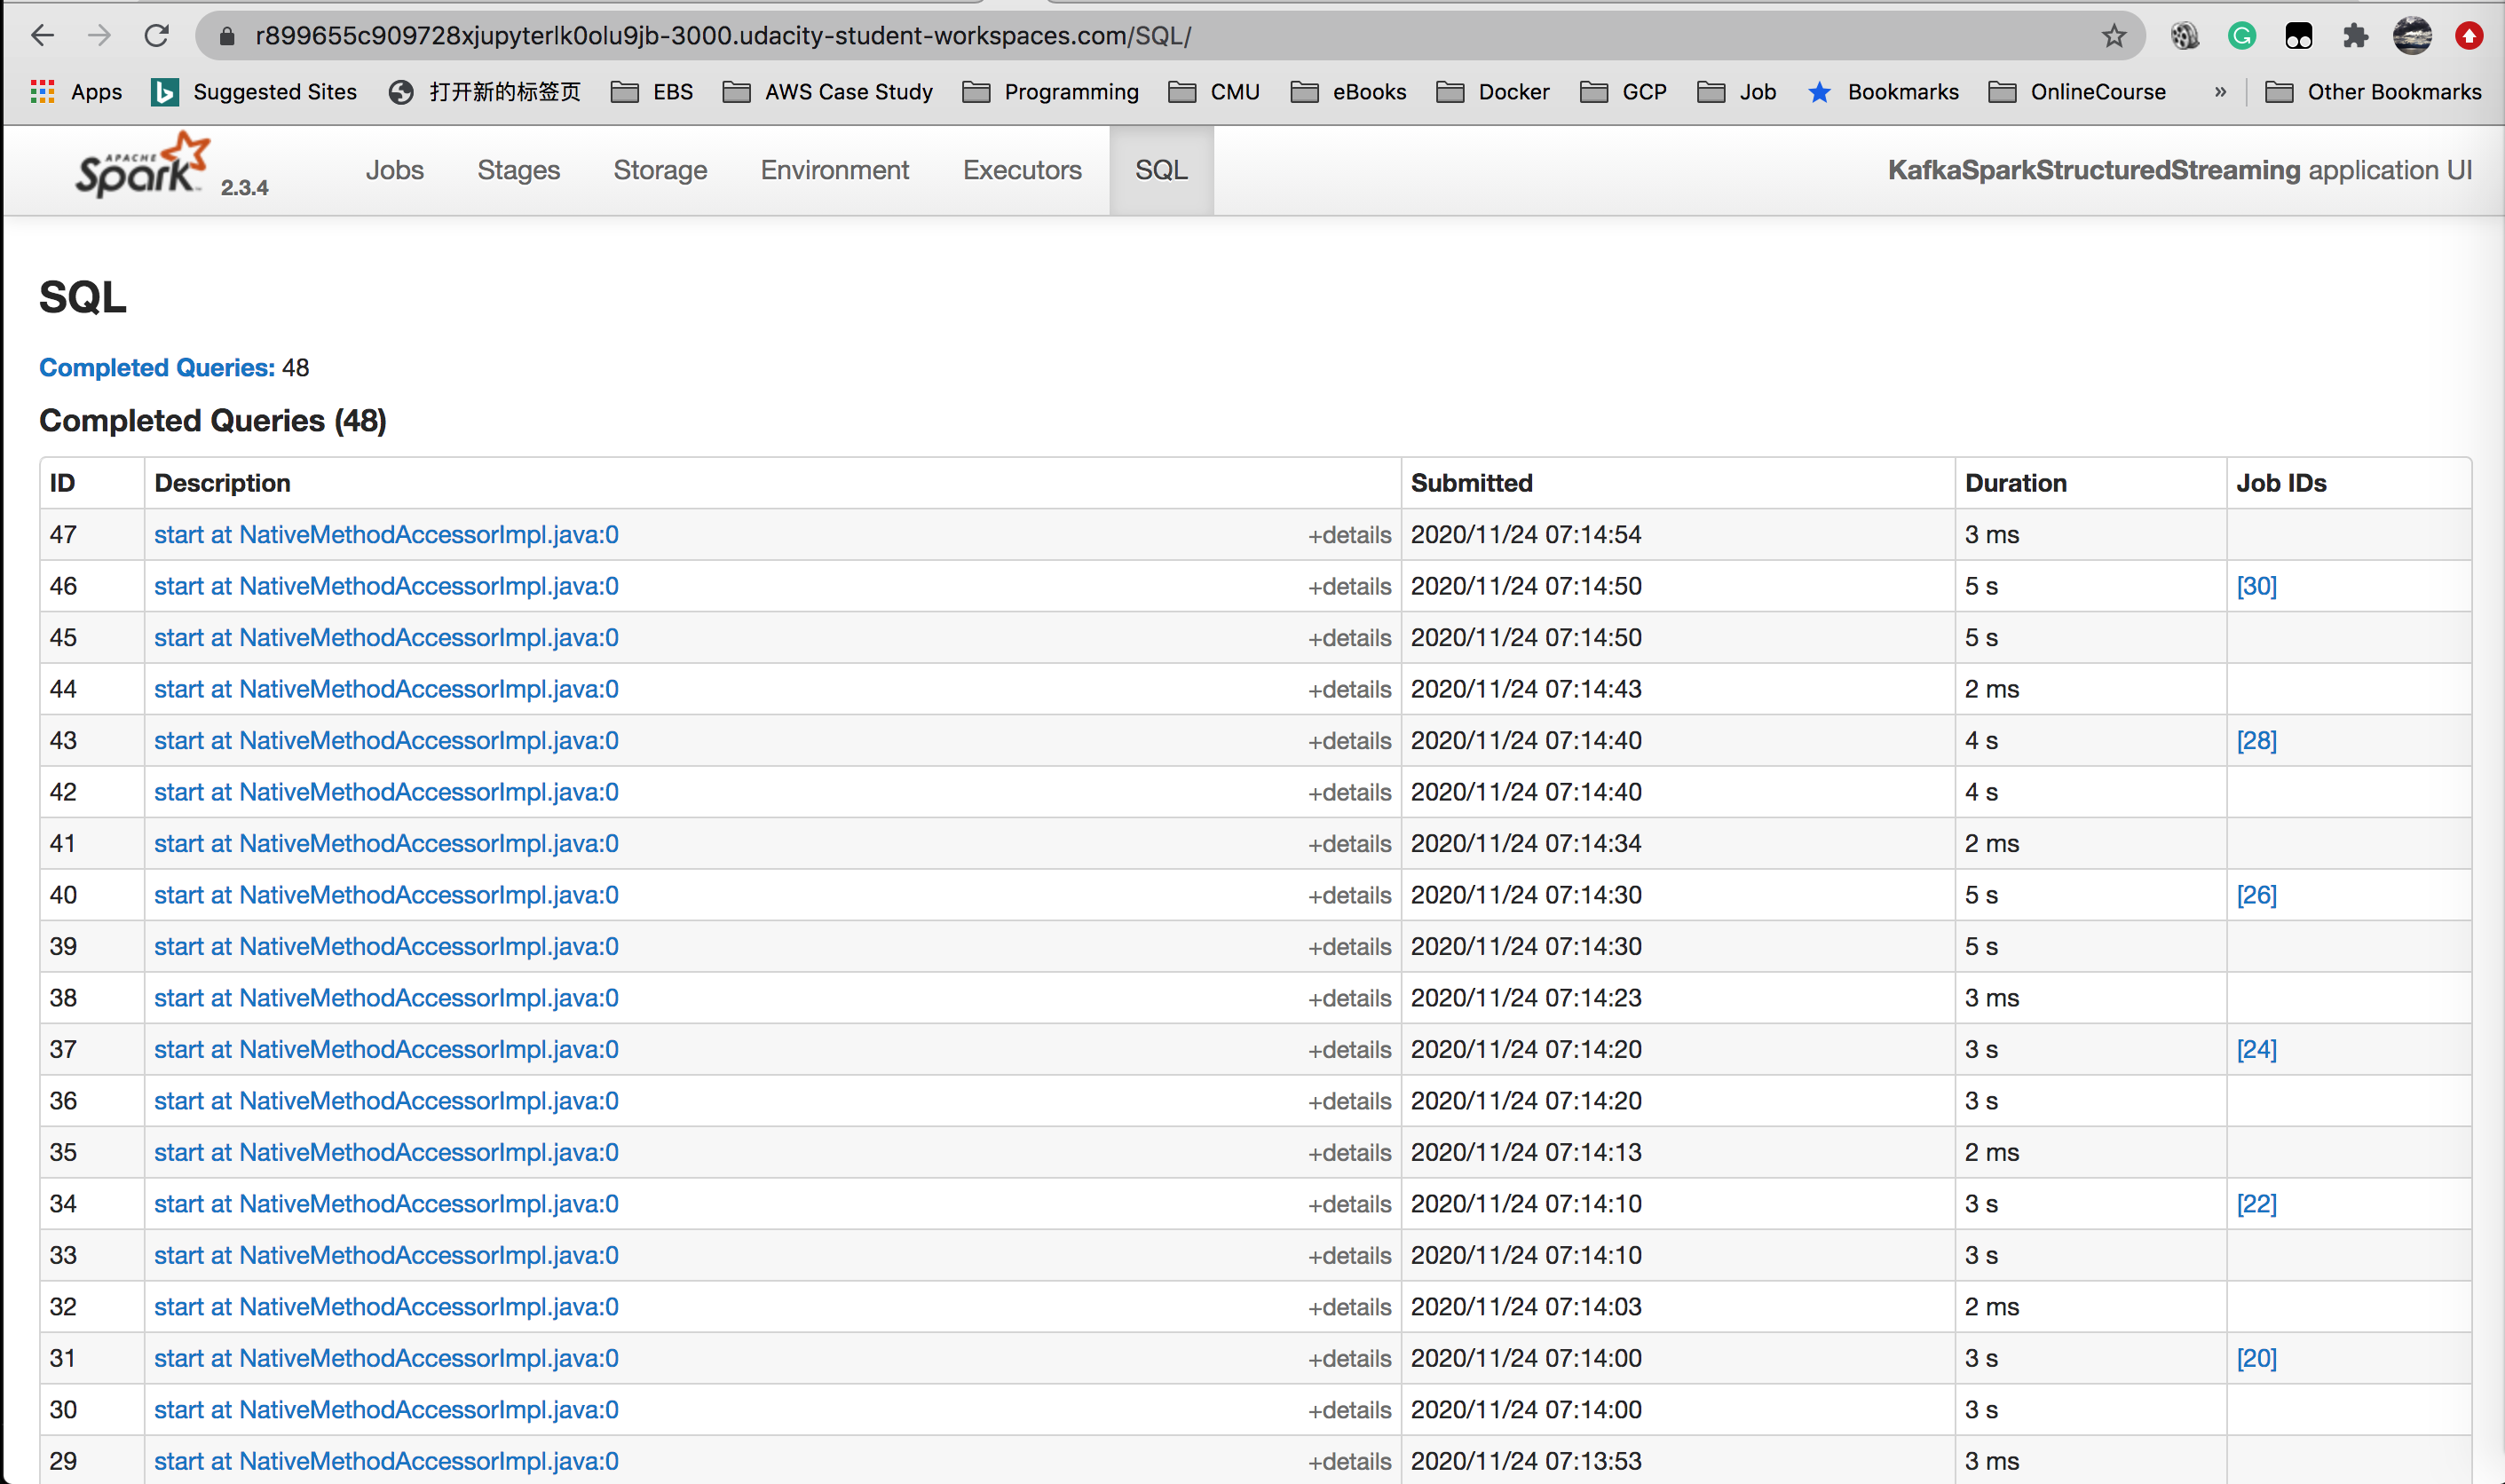 r899655c909728xjupyterlk0olu9jb-3000.udacity-student-workspaces.com/SQL/
Apps Suggested Sites 打开新的标签页 EBS AWS Case Study Programming CMU eBooks Docker GCP Job Bookmarks OnlineCourse » Other Bookmarks
APACHE Spark 2.3.4 Jobs Stages Storage Environment Executors SQL KafkaSparkStructuredStreaming application UI
SQL
Completed Queries: 48
Completed Queries (48)
ID Description Submitted Duration Job IDs
47 start at NativeMethodAccessorImpl.java:0 +details 2020/11/24 07:14:54 3 ms
46 start at NativeMethodAccessorImpl.java:0 +details 2020/11/24 07:14:50 5 s [30]
45 start at NativeMethodAccessorImpl.java:0 +details 2020/11/24 07:14:50 5 s
44 start at NativeMethodAccessorImpl.java:0 +details 2020/11/24 07:14:43 2 ms
43 start at NativeMethodAccessorImpl.java:0 +details 2020/11/24 07:14:40 4 s [28]
42 start at NativeMethodAccessorImpl.java:0 +details 2020/11/24 07:14:40 4 s
41 start at NativeMethodAccessorImpl.java:0 +details 2020/11/24 07:14:34 2 ms
40 start at NativeMethodAccessorImpl.java:0 +details 2020/11/24 07:14:30 5 s [26]
39 start at NativeMethodAccessorImpl.java:0 +details 2020/11/24 07:14:30 5 s
38 start at NativeMethodAccessorImpl.java:0 +details 2020/11/24 07:14:23 3 ms
37 start at NativeMethodAccessorImpl.java:0 +details 2020/11/24 07:14:20 3 s [24]
36 start at NativeMethodAccessorImpl.java:0 +details 2020/11/24 07:14:20 3 s
35 start at NativeMethodAccessorImpl.java:0 +details 2020/11/24 07:14:13 2 ms
34 start at NativeMethodAccessorImpl.java:0 +details 2020/11/24 07:14:10 3 s [22]
33 start at NativeMethodAccessorImpl.java:0 +details 2020/11/24 07:14:10 3 s
32 start at NativeMethodAccessorImpl.java:0 +details 2020/11/24 07:14:03 2 ms
31 start at NativeMethodAccessorImpl.java:0 +details 2020/11/24 07:14:00 3 s [20]
30 start at NativeMethodAccessorImpl.java:0 +details 2020/11/24 07:14:00 3 s
29 start at NativeMethodAccessorImpl.java:0 +details 2020/11/24 07:13:53 3 ms